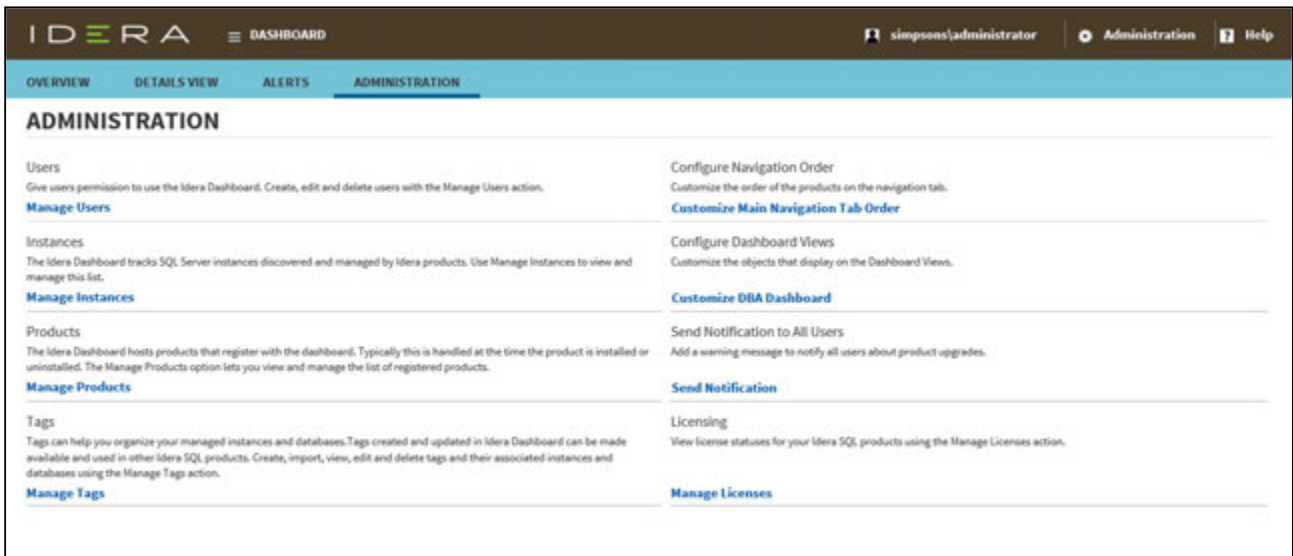 IDERA ≡ DASHBOARD simpsons\administrator Administration ? Help
OVERVIEW DETAILS VIEW ALERTS ADMINISTRATION
ADMINISTRATION
Users
Give users permission to use the Idera Dashboard. Create, edit and delete users with the Manage Users action.
Manage Users
Instances
The Idera Dashboard tracks SQL Server instances discovered and managed by Idera products. Use Manage Instances to view and
manage this list.
Manage Instances
Products
The Idera Dashboard hosts products that register with the dashboard. Typically this is handled at the time the product is installed or
uninstalled. The Manage Products option lets you view and manage the list of registered products.
Manage Products
Tags
Tags can help you organize your managed instances and databases.Tags created and updated in Idera Dashboard can be made
available and used in other Idera SQL products. Create, import, view, edit and delete tags and their associated instances and
databases using the Manage Tags action.
Manage Tags
Configure Navigation Order
Customize the order of the products on the navigation tab.
Customize Main Navigation Tab Order
Configure Dashboard Views
Customize the objects that display on the Dashboard Views.
Customize DBA Dashboard
Send Notification to All Users
Add a warning message to notify all users about product upgrades.
Send Notification
Licensing
View license statuses for your Idera SQL products using the Manage Licenses action.
Manage Licenses